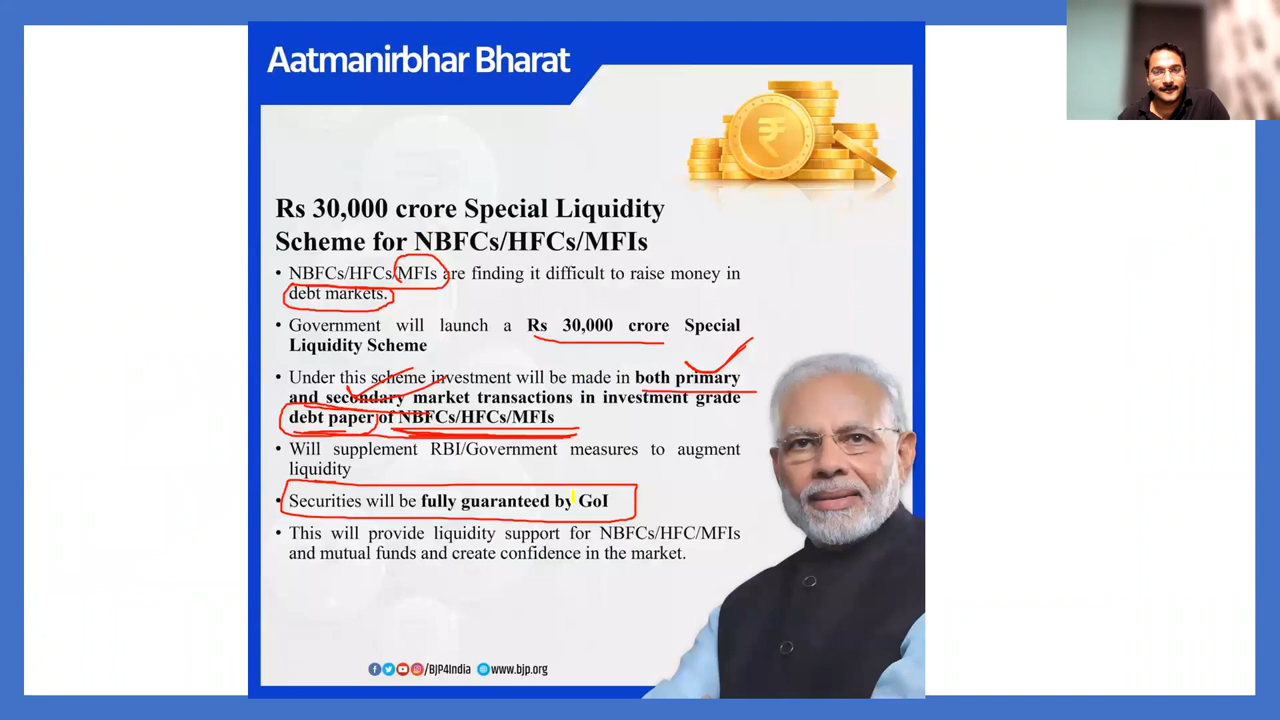 Aatmanirbhar Bharat
₹
Rs 30,000 crore Special Liquidity
Scheme for NBFCs/HFCs/MFIs
• NBFCs/HFCs/MFIs are finding it difficult to raise money in
debt markets.
• Government will launch a Rs 30,000 crore Special
Liquidity Scheme
• Under this scheme investment will be made in both primary
and secondary market transactions in investment grade
debt paper of NBFCs/HFCs/MFIs
• Will supplement RBI/Government measures to augment
liquidity
• Securities will be fully guaranteed by GoI
• This will provide liquidity support for NBFCs/HFC/MFIs
and mutual funds and create confidence in the market.
/BJP4India www.bjp.org